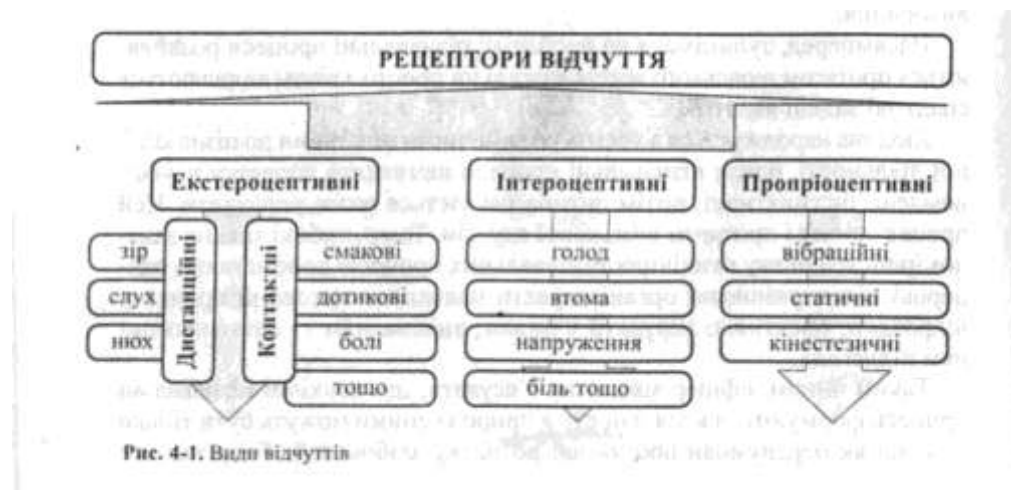 РЕЦЕПТОРИ ВІДЧУТТЯ
Екстероцептивні
Інтероцептивні
Пропріоцептивні
зір
слух
нюх
Дистанційні
Контактні
смакові
дотикові
болі
тощо
голод
втома
напруження
біль тощо
вібраційні
статичні
кінестезичні
Рис. 4-1. Види відчуттів